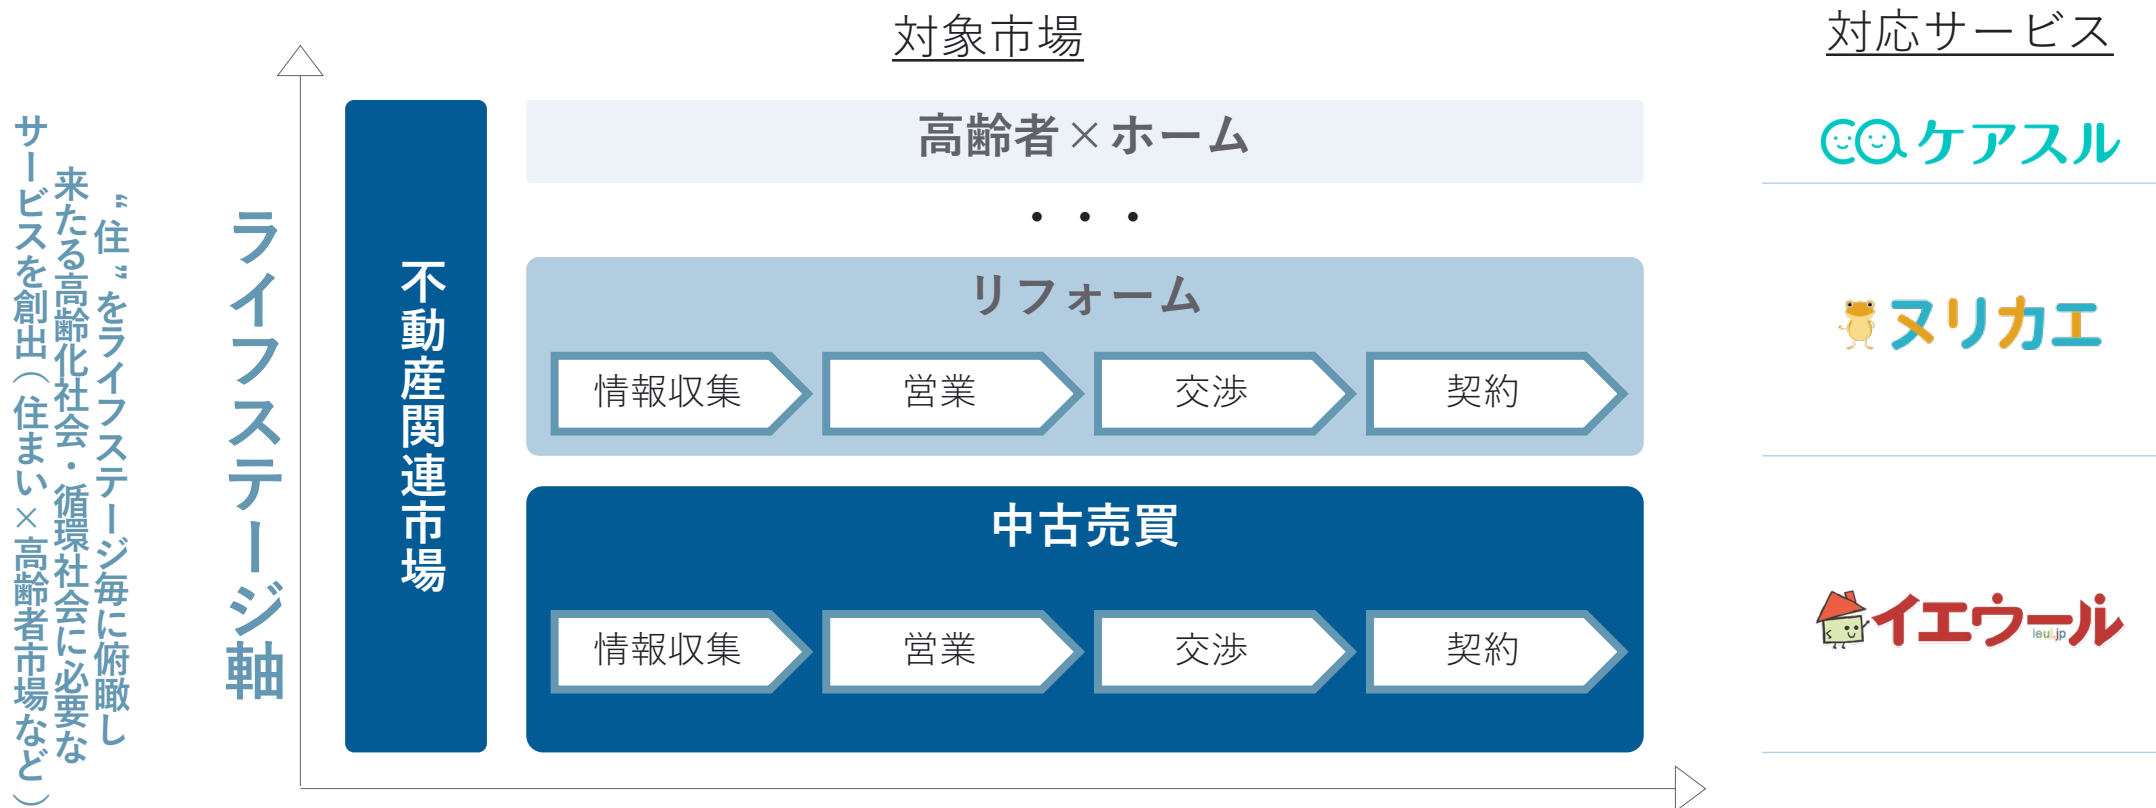 対象市場
対応サービス
“住”をライフステージ毎に俯瞰し
来たる高齢化社会・循環社会に必要な
サービスを創出（住まい×高齢者市場など）
ライフステージ軸
不動産関連市場
高齢者×ホーム
ケアスル
・・・
リフォーム
情報収集
営業
交渉
契約
ヌリカエ
中古売買
情報収集
営業
交渉
契約
イエウール
ieul.jp